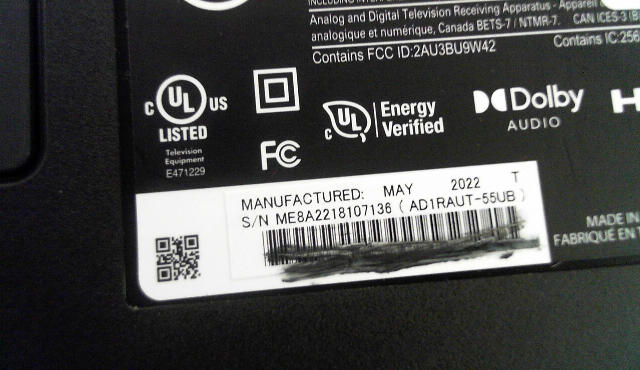 Analog and Digital Television Receiving Apparatus - Appareil
analogique et numérique, Canada BETS-7 / NTMR-7. CAN ICES-3 (B
Contains FCC ID:2AU3BU9W42
Contains IC:256
C UL US
LISTED
Television
Equipment
E471229
FC
C UL
Energy
Verified
Dolby
AUDIO
H
MANUFACTURED: MAY 2022 T
S/N ME8A2218107136 ( AD1RAUT-55UB )
MADE IN
FABRIQUE EN T